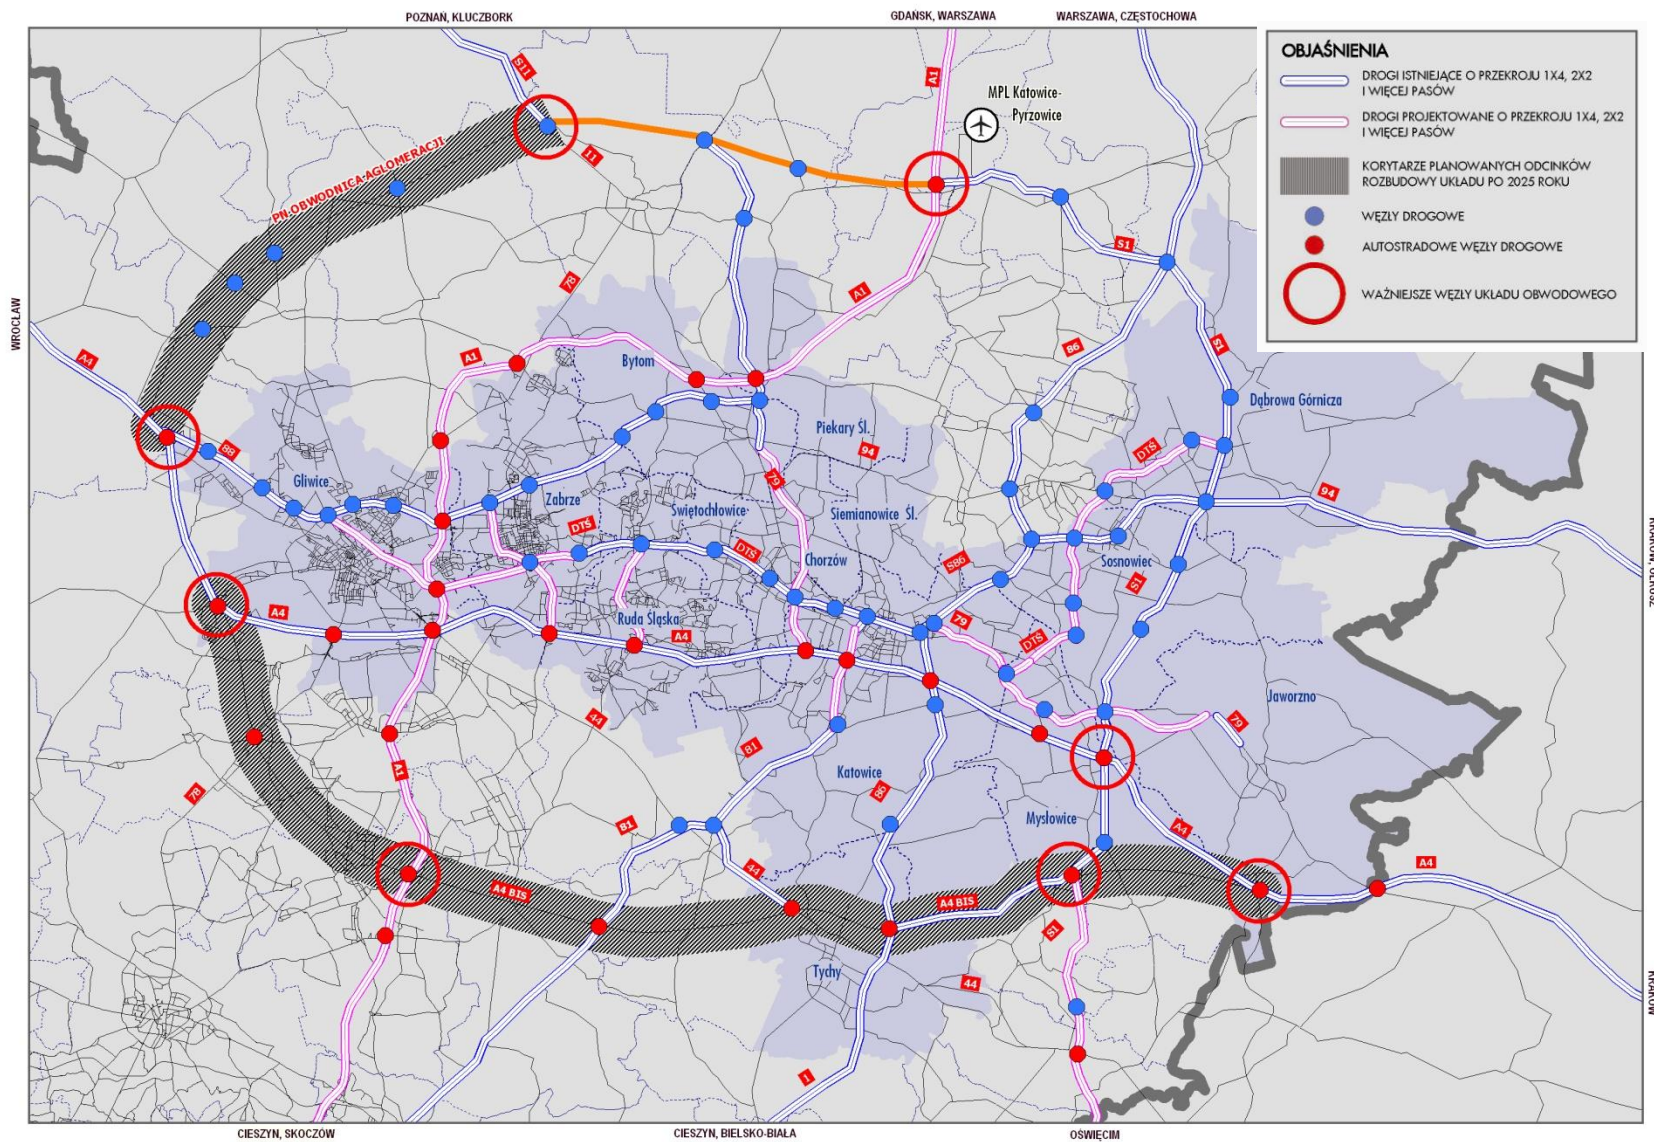 POZNAŃ, KLUCZBORK
GDAŃSK, WARSZAWA
WARSZAWA, CZĘSTOCHOWA
OBJAŚNIENIA
DROGI ISTNIEJĄCE O PRZEKROJU 1X4, 2X2
I WIĘCEJ PASÓW
DROGI PROJEKTOWANE O PRZEKROJU 1X4, 2X2
I WIĘCEJ PASÓW
KORYTARZE PLANOWANYCH ODCINKÓW
ROZBUDOWY UKŁADU PO 2025 ROKU
WĘZŁY DROGOWE
AUTOSTRADOWE WĘZŁY DROGOWE
WAŻNIEJSZE WĘZŁY UKŁADU OBWODOWEGO
S11
A1
MPL Katowice-
Pyrzowice
11
PN OBWODNICA AGLOMERACJI
S1
78
A1
WROCŁAW
A4
A1
Bytom
86
S1
Dąbrowa Górnicza
Piekary Śl.
94
DTŚ
88
Gliwice
79
94
Zabrze
Świętochłowice
Siemianowice Śl.
DTŚ
DTŚ
Chorzów
S86
Sosnowiec
S1
A4
Ruda Śląska
A4
79
DTŚ
Jaworzno
44
79
81
A1
Katowice
86
78
81
Mysłowice
A4
44
A4
A4 BIS
A4 BIS
S1
Tychy
44
KRAKÓW
1
CIESZYN, SKOCZÓW
CIESZYN, BIELSKO-BIAŁA
OŚWIĘCIM